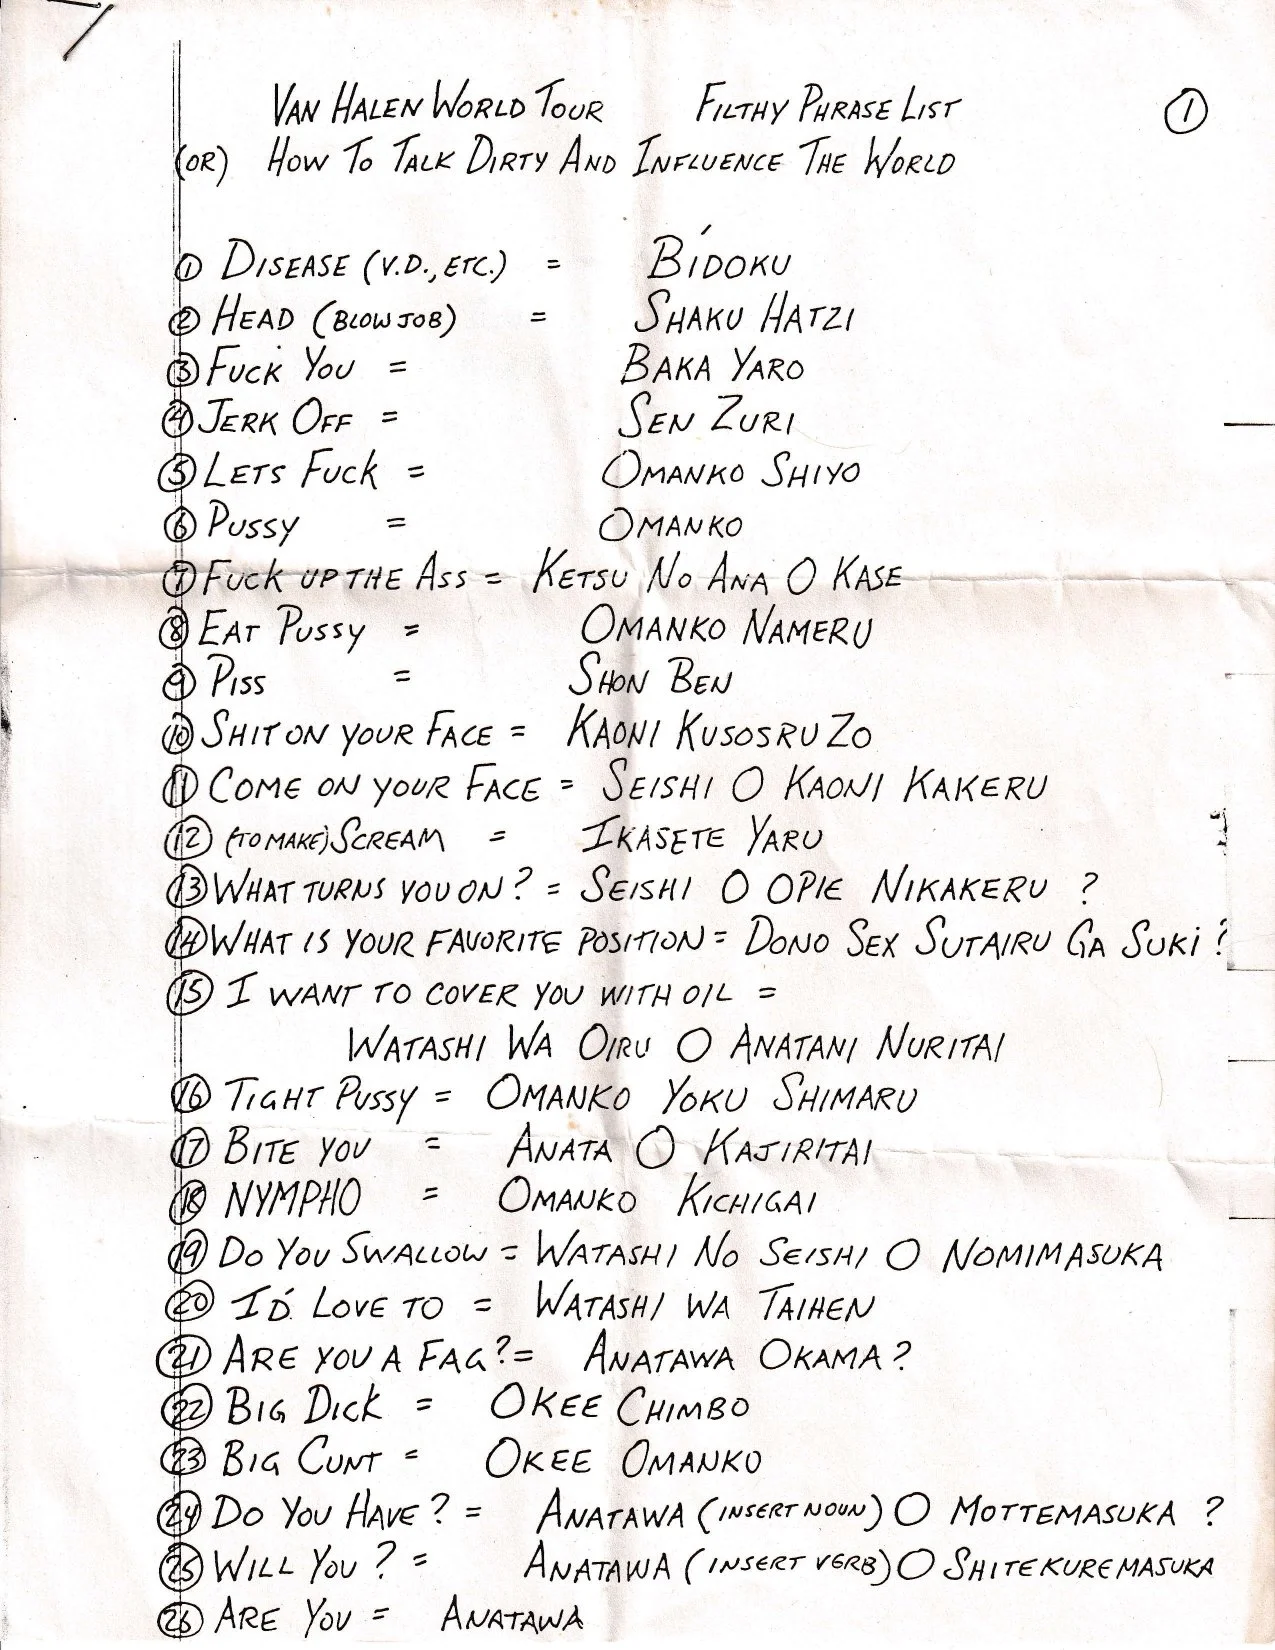 VAN HALEN WORLD TOUR FILTHY PHRASE LIST ①
(OR) HOW TO TALK DIRTY AND INFLUENCE THE WORLD
① DISEASE (V.D., ETC.) = BÍDOKU
② HEAD (BLOW JOB) = SHAKU HATZI
③ FUCK YOU = BAKA YARO
④ JERK OFF = SEN ZURI
⑤ LETS FUCK = OMANKO SHIYO
⑥ PUSSY = OMANKO
⑦ FUCK UP THE ASS = KETSU NO ANA O KASE
⑧ EAT PUSSY = OMANKO NAMERU
⑨ PISS = SHON BEN
⑩ SHIT ON YOUR FACE = KAONI KUSOSRU ZO
⑪ COME ON YOUR FACE = SEISHI O KAONI KAKERU
⑫ (TO MAKE) SCREAM = IKASETE YARU
⑬ WHAT TURNS YOU ON? = SEISHI O OPIE NIKAKERU ?
⑭ WHAT IS YOUR FAVORITE POSITION = DONO SEX SUTAIRU GA SUKI ?
⑮ I WANT TO COVER YOU WITH OIL =
WATASHI WA OIRU O ANATANI NURITAI
⑯ TIGHT PUSSY = OMANKO YOKU SHIMARU
⑰ BITE YOU = ANATA O KAJIRITAI
⑱ NYMPHO = OMANKO KICHIGAI
⑲ DO YOU SWALLOW = WATASHI NO SEISHI O NOMIMASUKA
⑳ I'D LOVE TO = WATASHI WA TAIHEN
㉑ ARE YOU A FAG? = ANATAWA OKAMA?
㉒ BIG DICK = OKEE CHIMBO
㉓ BIG CUNT = OKEE OMANKO
㉔ DO YOU HAVE? = ANATAWA (INSERT NOUN) O MOTTEMASUKA ?
㉕ WILL YOU? = ANATAWA (INSERT VERB) O SHITEKUREMASUKA
㉖ ARE YOU = ANATAWA